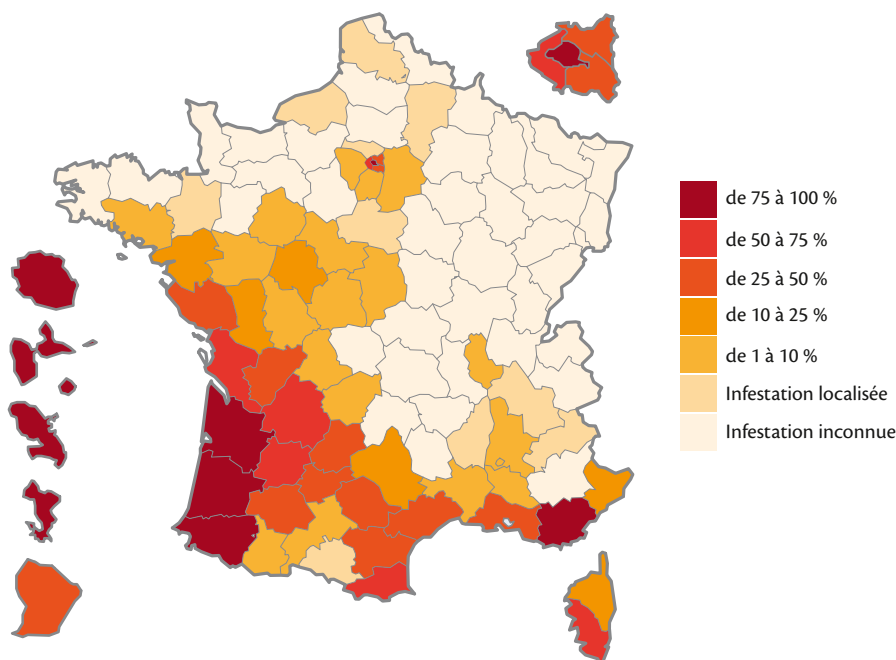 de 75 à 100 %
de 50 à 75 %
de 25 à 50 %
de 10 à 25 %
de 1 à 10 %
Infestation localisée
Infestation inconnue